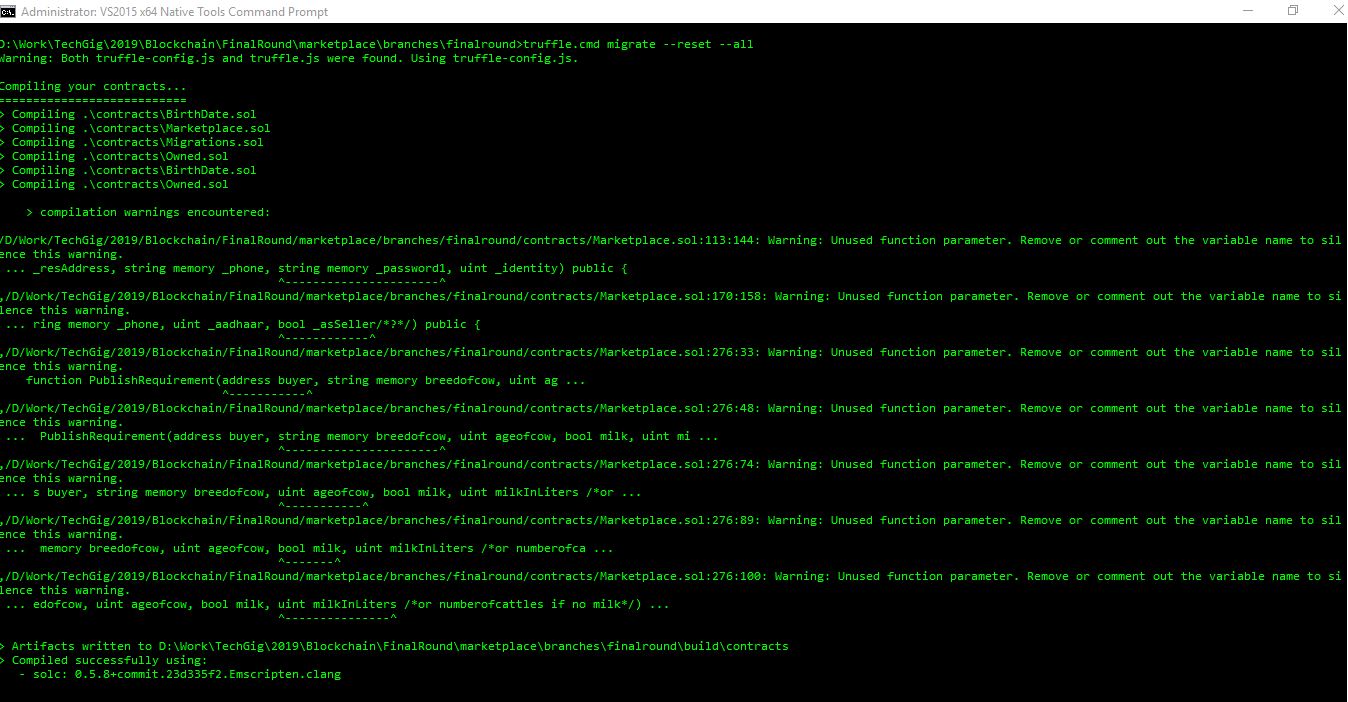 Administrator: VS2015 x64 Native Tools Command Prompt
D:\Work\TechGig\2019\Blockchain\FinalRound\marketplace\branches\finalround>truffle.cmd migrate --reset --all
Warning: Both truffle-config.js and truffle.js were found. Using truffle-config.js.
Compiling your contracts...
===========================
> Compiling .\contracts\BirthDate.sol
> Compiling .\contracts\Marketplace.sol
> Compiling .\contracts\Migrations.sol
> Compiling .\contracts\Owned.sol
> Compiling .\contracts\BirthDate.sol
> Compiling .\contracts\Owned.sol
> compilation warnings encountered:
/D/Work/TechGig/2019/Blockchain/FinalRound/marketplace/branches/finalround/contracts/Marketplace.sol:113:144: Warning: Unused function parameter. Remove or comment out the variable name to sil
ence this warning.
... _resAddress, string memory _phone, string memory _password1, uint _identity) public {
^----------------------^
,/D/Work/TechGig/2019/Blockchain/FinalRound/marketplace/branches/finalround/contracts/Marketplace.sol:170:158: Warning: Unused function parameter. Remove or comment out the variable name to si
lence this warning.
... ring memory _phone, uint _aadhaar, bool _asSeller/*?*/) public {
^------------^
,/D/Work/TechGig/2019/Blockchain/FinalRound/marketplace/branches/finalround/contracts/Marketplace.sol:276:33: Warning: Unused function parameter. Remove or comment out the variable name to sil
ence this warning.
function PublishRequirement(address buyer, string memory breedofcow, uint ag ...
^-----------^
,/D/Work/TechGig/2019/Blockchain/FinalRound/marketplace/branches/finalround/contracts/Marketplace.sol:276:48: Warning: Unused function parameter. Remove or comment out the variable name to sil
ence this warning.
... PublishRequirement(address buyer, string memory breedofcow, uint ageofcow, bool milk, uint mi ...
^----------------------^
,/D/Work/TechGig/2019/Blockchain/FinalRound/marketplace/branches/finalround/contracts/Marketplace.sol:276:74: Warning: Unused function parameter. Remove or comment out the variable name to sil
ence this warning.
... s buyer, string memory breedofcow, uint ageofcow, bool milk, uint milkInLiters /*or ...
^-----------^
,/D/Work/TechGig/2019/Blockchain/FinalRound/marketplace/branches/finalround/contracts/Marketplace.sol:276:89: Warning: Unused function parameter. Remove or comment out the variable name to sil
ence this warning.
... memory breedofcow, uint ageofcow, bool milk, uint milkInLiters /*or numberofca ...
^-------^
,/D/Work/TechGig/2019/Blockchain/FinalRound/marketplace/branches/finalround/contracts/Marketplace.sol:276:100: Warning: Unused function parameter. Remove or comment out the variable name to si
lence this warning.
... edofcow, uint ageofcow, bool milk, uint milkInLiters /*or numberofcattles if no milk*/) ...
^---------------^
> Artifacts written to D:\Work\TechGig\2019\Blockchain\FinalRound\marketplace\branches\finalround\build\contracts
> Compiled successfully using:
- solc: 0.5.8+commit.23d335f2.Emscripten.clang